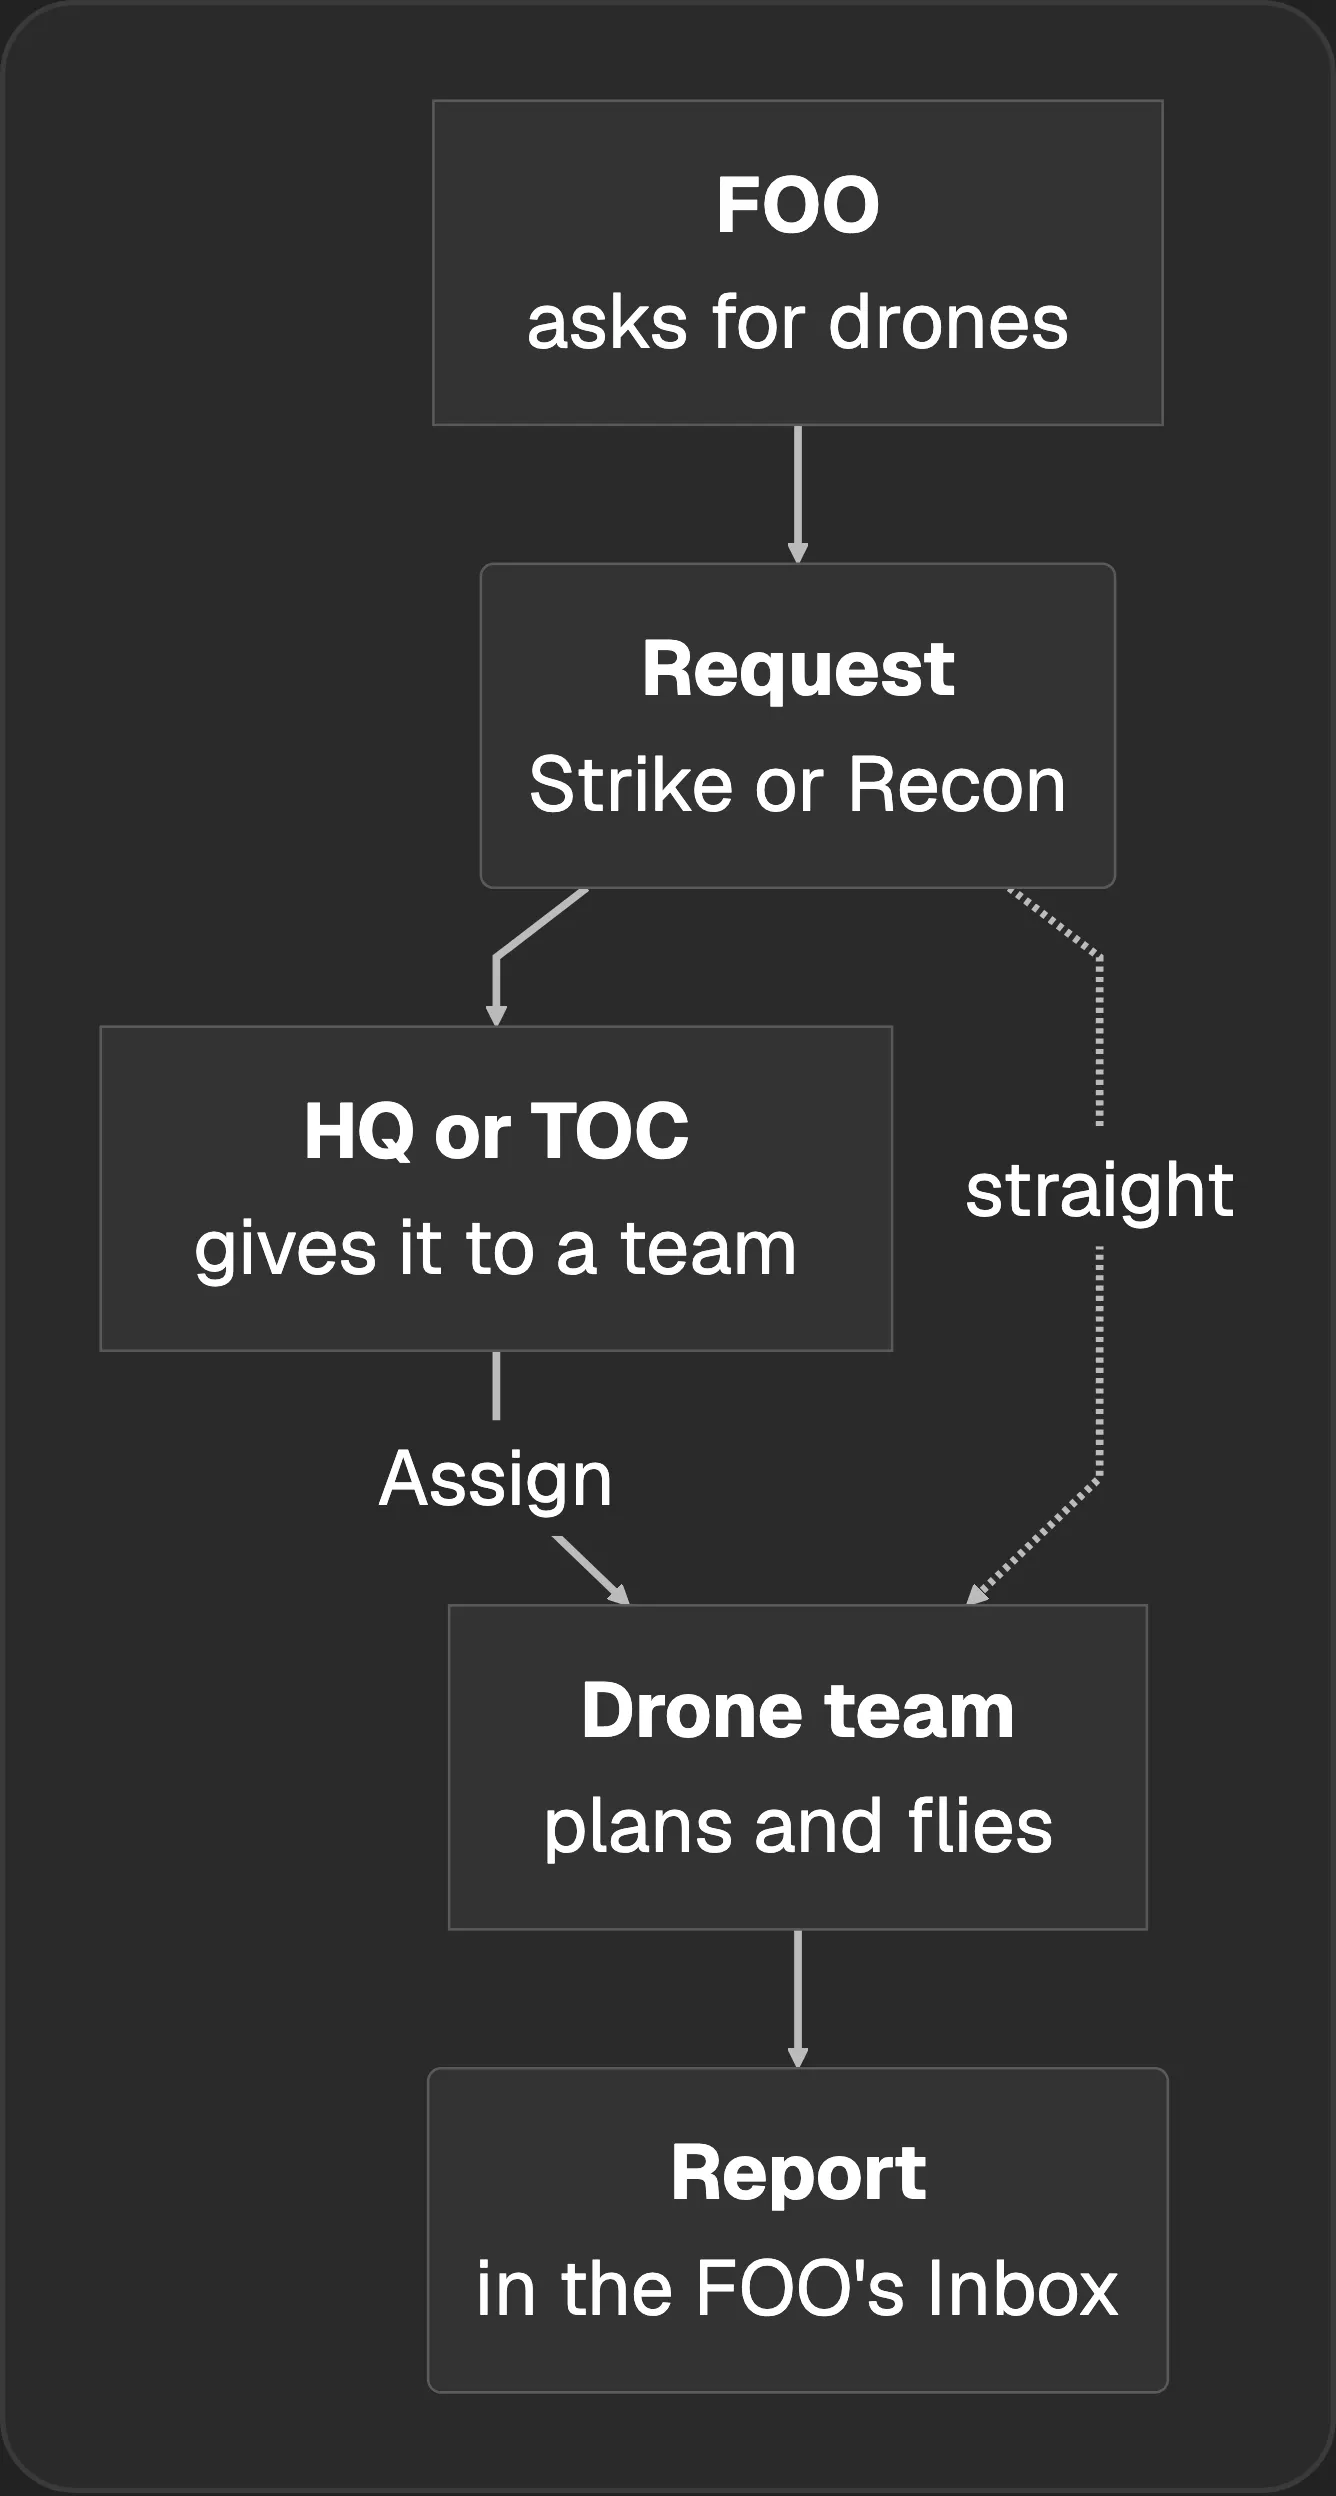 FOO
asks for drones
Request
Strike or Recon
HQ or TOC
gives it to a team
straight
Assign
Drone team
plans and flies
Report
in the FOO's Inbox